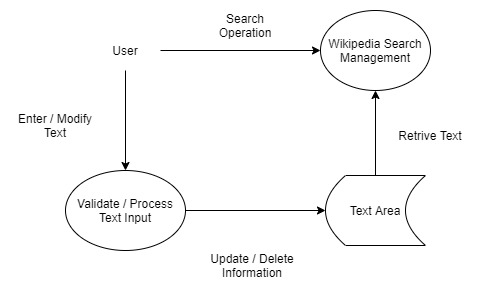 Search
Operation
User
Wikipedia Search
Management
Enter / Modify
Text
Retrive Text
Validate / Process
Text Input
Text Area
Update / Delete
Information